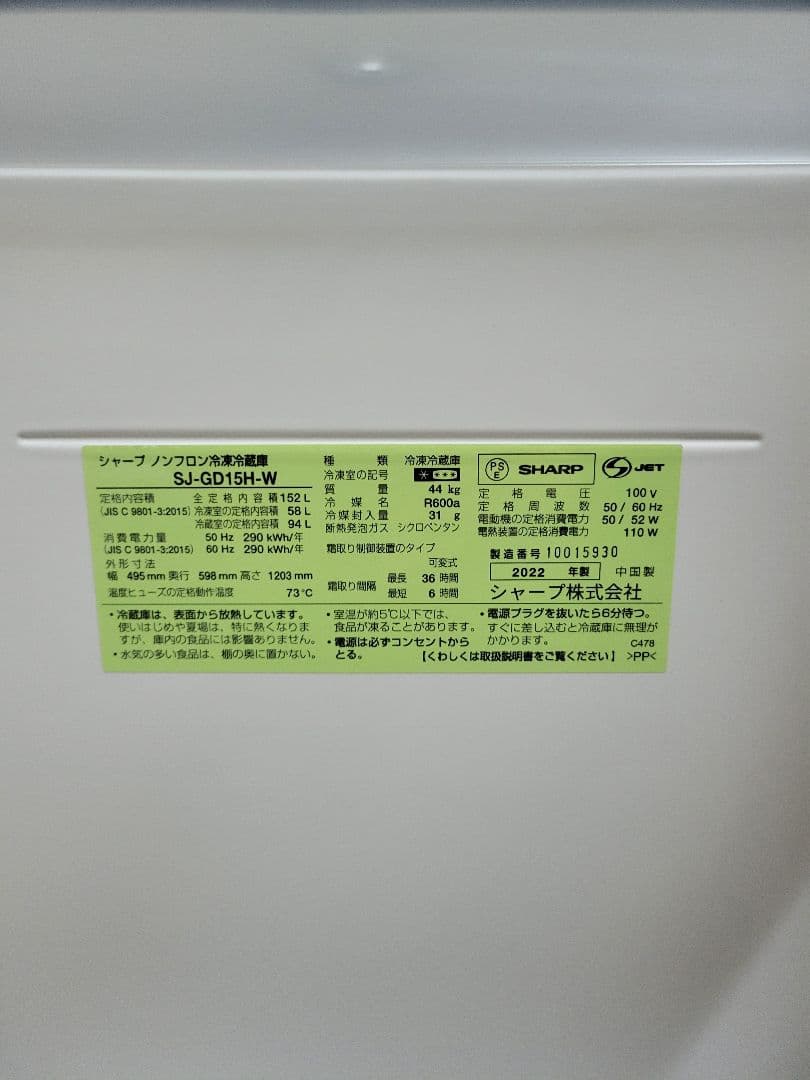 シャープ ノンフロン冷凍冷蔵庫
SJ-GD15H-W
定格内容積 全定格内容積 152 L
(JIS C 9801-3:2015) 冷凍室の定格内容積 58 L
冷蔵室の定格内容積 94 L
消費電力量 50 Hz 290 kWh/年
(JIS C 9801-3:2015) 60 Hz 290 kWh/年
外形寸法
幅 495 mm 奥行 598 mm 高さ 1203 mm
温度ヒューズの定格動作温度 73℃
種類 冷凍冷蔵庫
冷凍室の記号
質量 44 kg
冷媒名 R600a
冷媒封入量 31 g
断熱発泡ガス シクロペンタン
霜取り制御装置のタイプ
可変式
霜取り間隔 最長 36 時間
最短 6 時間
PS E SHARP JET
定格電圧 100 V
定格周波数 50 / 60 Hz
電動機の定格消費電力 50 / 52 W
電熱装置の定格消費電力 110 W
製造番号 10015930
2022 年製 中国製
シャープ株式会社
・冷蔵庫は、表面から放熱しています。
使いはじめや夏場は、特に熱くなりま
すが、庫内の食品には影響ありません。
・水気の多い食品は、棚の奥に置かない。
・室温が約5℃以下では、
食品が凍ることがあります。
・電源は必ずコンセントから
とる。
・電源プラグを抜いたら6分待つ。
すぐに差し込むと冷蔵庫に無理が
かかります。
C478
【くわしくは取扱説明書をご覧ください】 >PP<